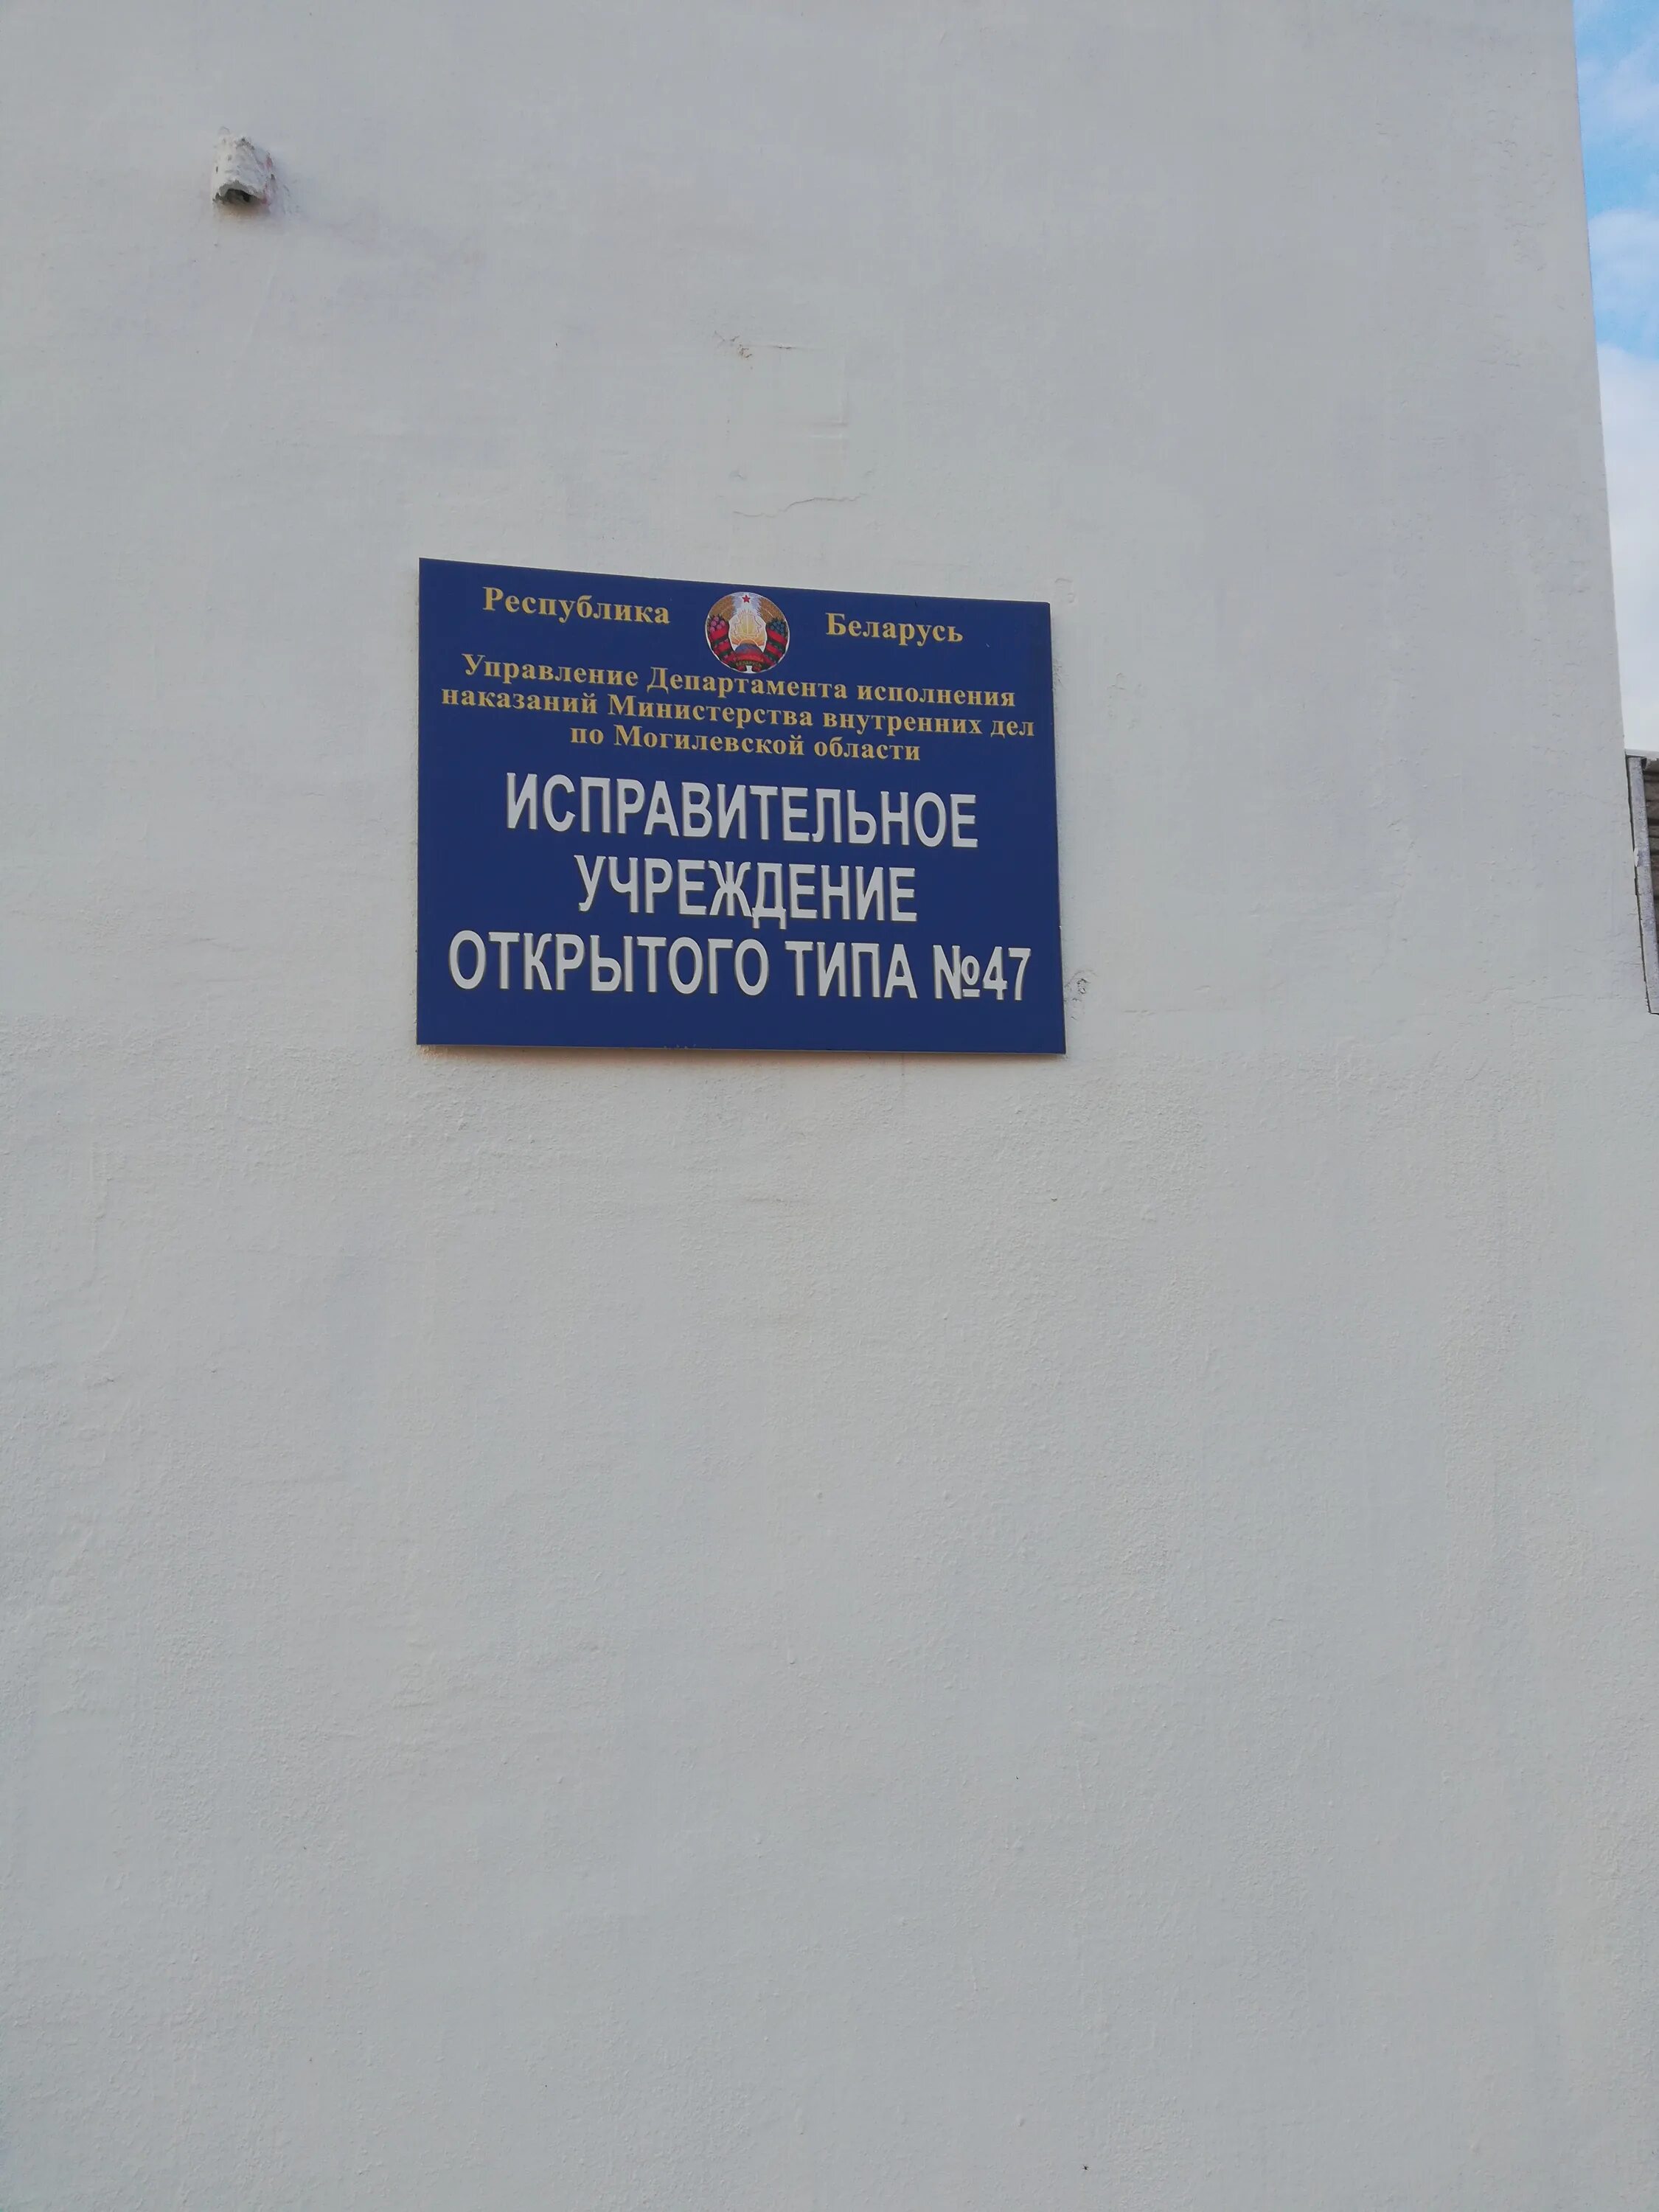 Республика Беларусь
Управление Департамента исполнения
наказаний Министерства внутренних дел
по Могилевской области
ИСПРАВИТЕЛЬНОЕ
УЧРЕЖДЕНИЕ
ОТКРЫТОГО ТИПА №47